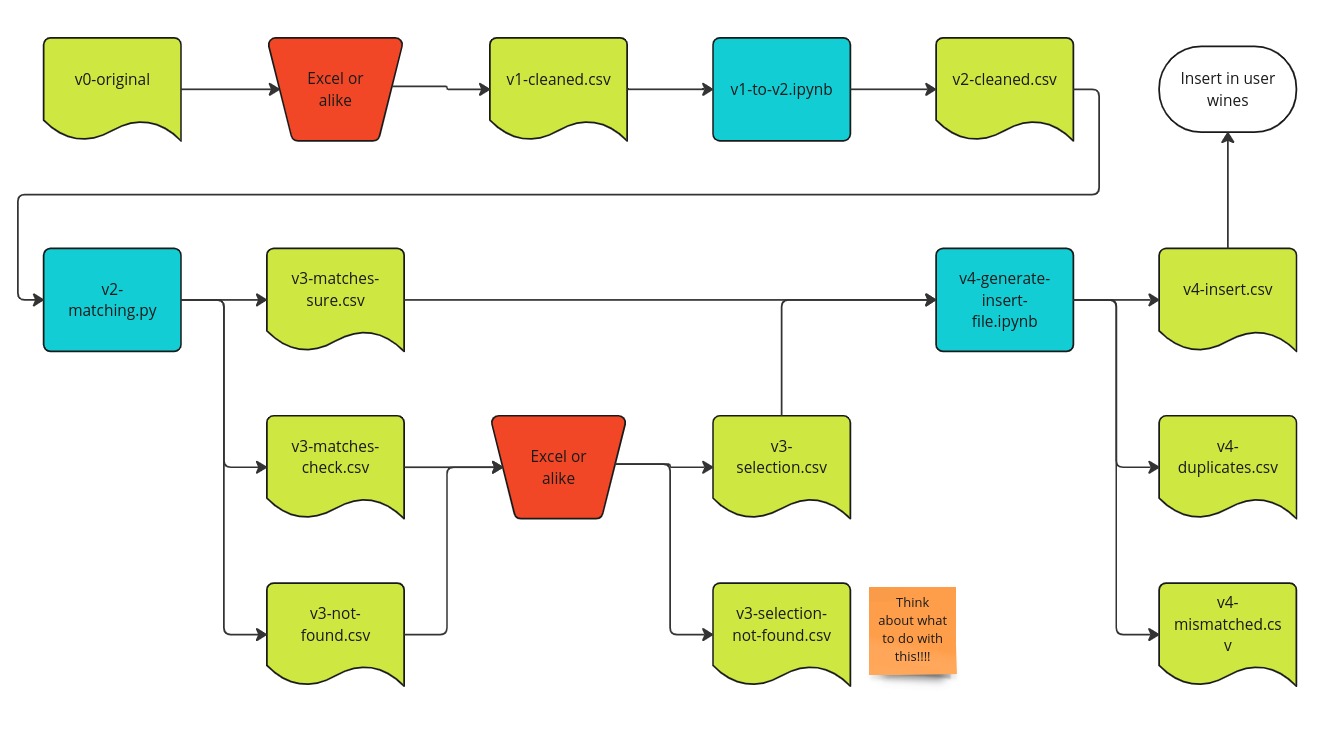 v0-original
Excel or
alike
v1-cleaned.csv
v1-to-v2.ipynb
v2-cleaned.csv
Insert in user
wines
v2-
matching.py
v3-matches-
sure.csv
v4-generate-
insert-
file.ipynb
v4-insert.csv
v3-matches-
check.csv
Excel or
alike
v3-
selection.csv
v4-
duplicates.csv
v3-not-
found.csv
v3-selection-
not-found.csv
Think
about what
to do with
this!!!!
v4-
mismatched.cs
v